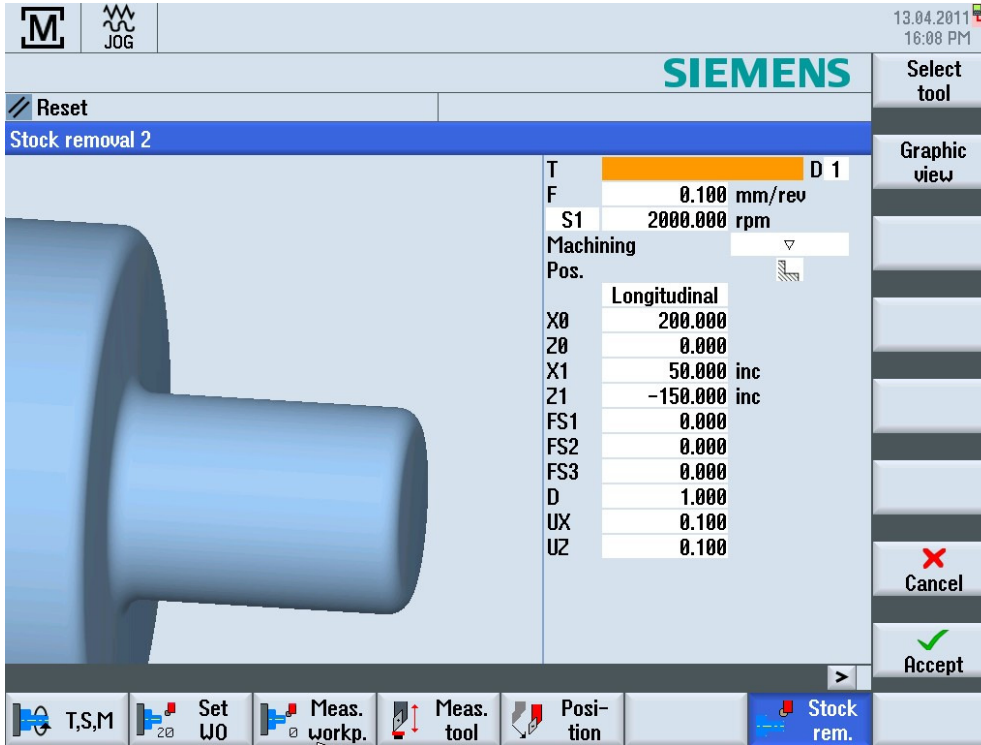 M
JOG
13.04.2011
16:08 PM
SIEMENS
Select
tool
Reset
Stock removal 2
Graphic
view
T D 1
F 0.100 mm/rev
S1 2000.000 rpm
Machining ▽
Pos.
Longitudinal
X0 200.000
Z0 0.000
X1 50.000 inc
Z1 -150.000 inc
FS1 0.000
FS2 0.000
FS3 0.000
D 1.000
UX 0.100
UZ 0.100
Cancel
Accept
>
T,S,M
20
Set
WO
0
Meas.
workp.
Meas.
tool
Posi-
tion
Stock
rem.